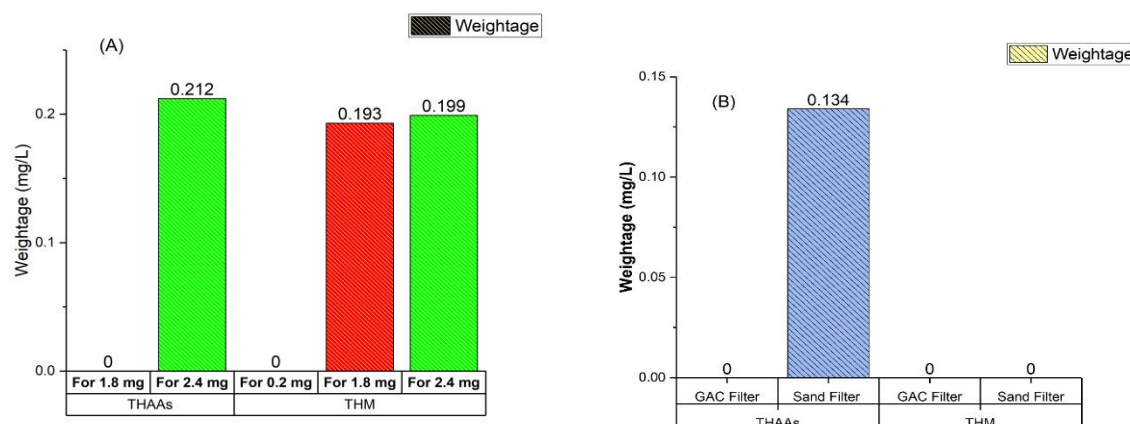 (A)
Weightage
Weightage (mg/L)
0.2
0.1
0.0
0
0.212
0
0.193
0.199
For 1.8 mg For 2.4 mg For 0.2 mg For 1.8 mg For 2.4 mg
THAAs THM
Weightage
(B)
Weightage (mg/L)
0.15
0.10
0.05
0.00
0
0.134
0
0
GAC Filter Sand Filter GAC Filter Sand Filter
THAAs THM